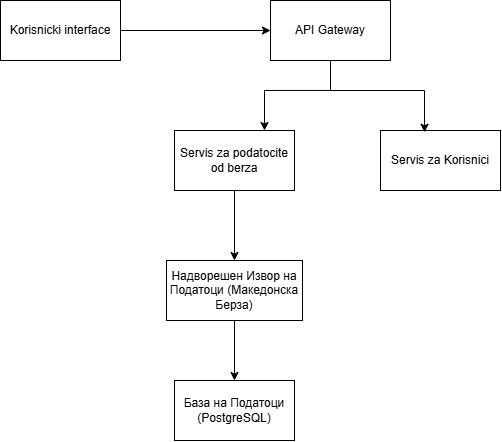 Korisnicki interface
API Gateway
Servis za podatocite
od berza
Servis za Korisnici
Надворешен Извор на
Податоци (Македонска
Берза)
База на Податоци
(PostgreSQL)